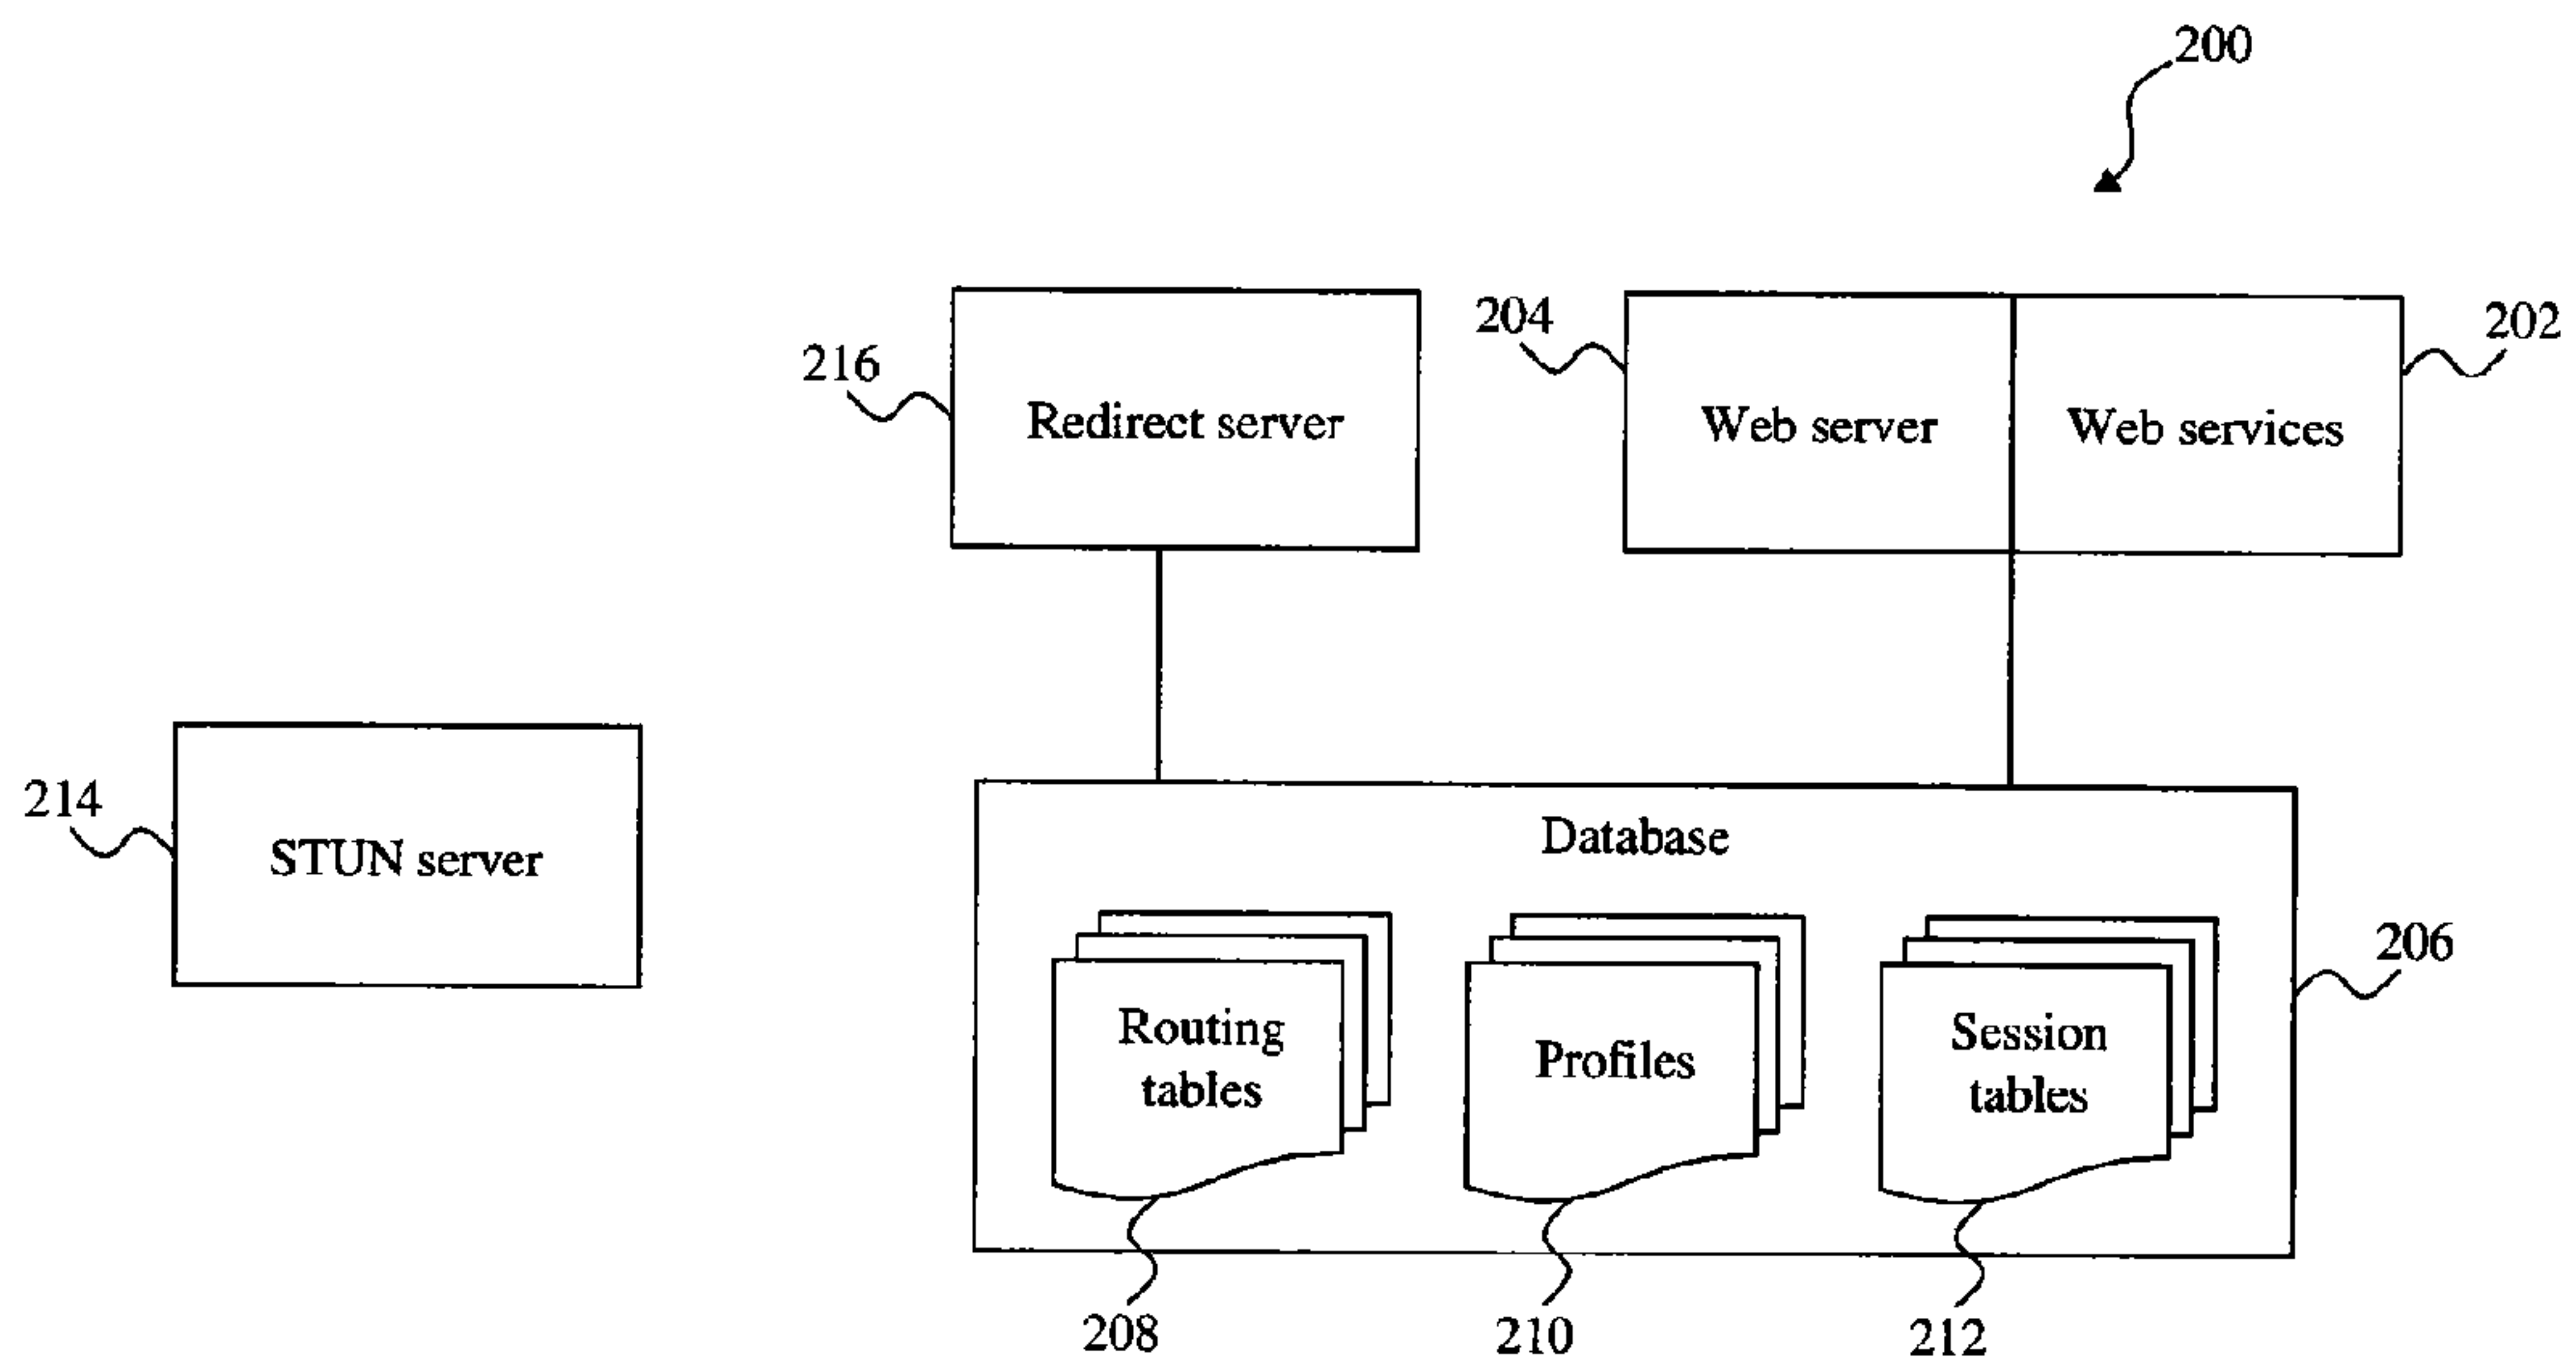 200
204
202
216
Redirect server
Web server
Web services
214
STUN server
Database
206
Routing
tables
Profiles
Session
tables
208
210
212